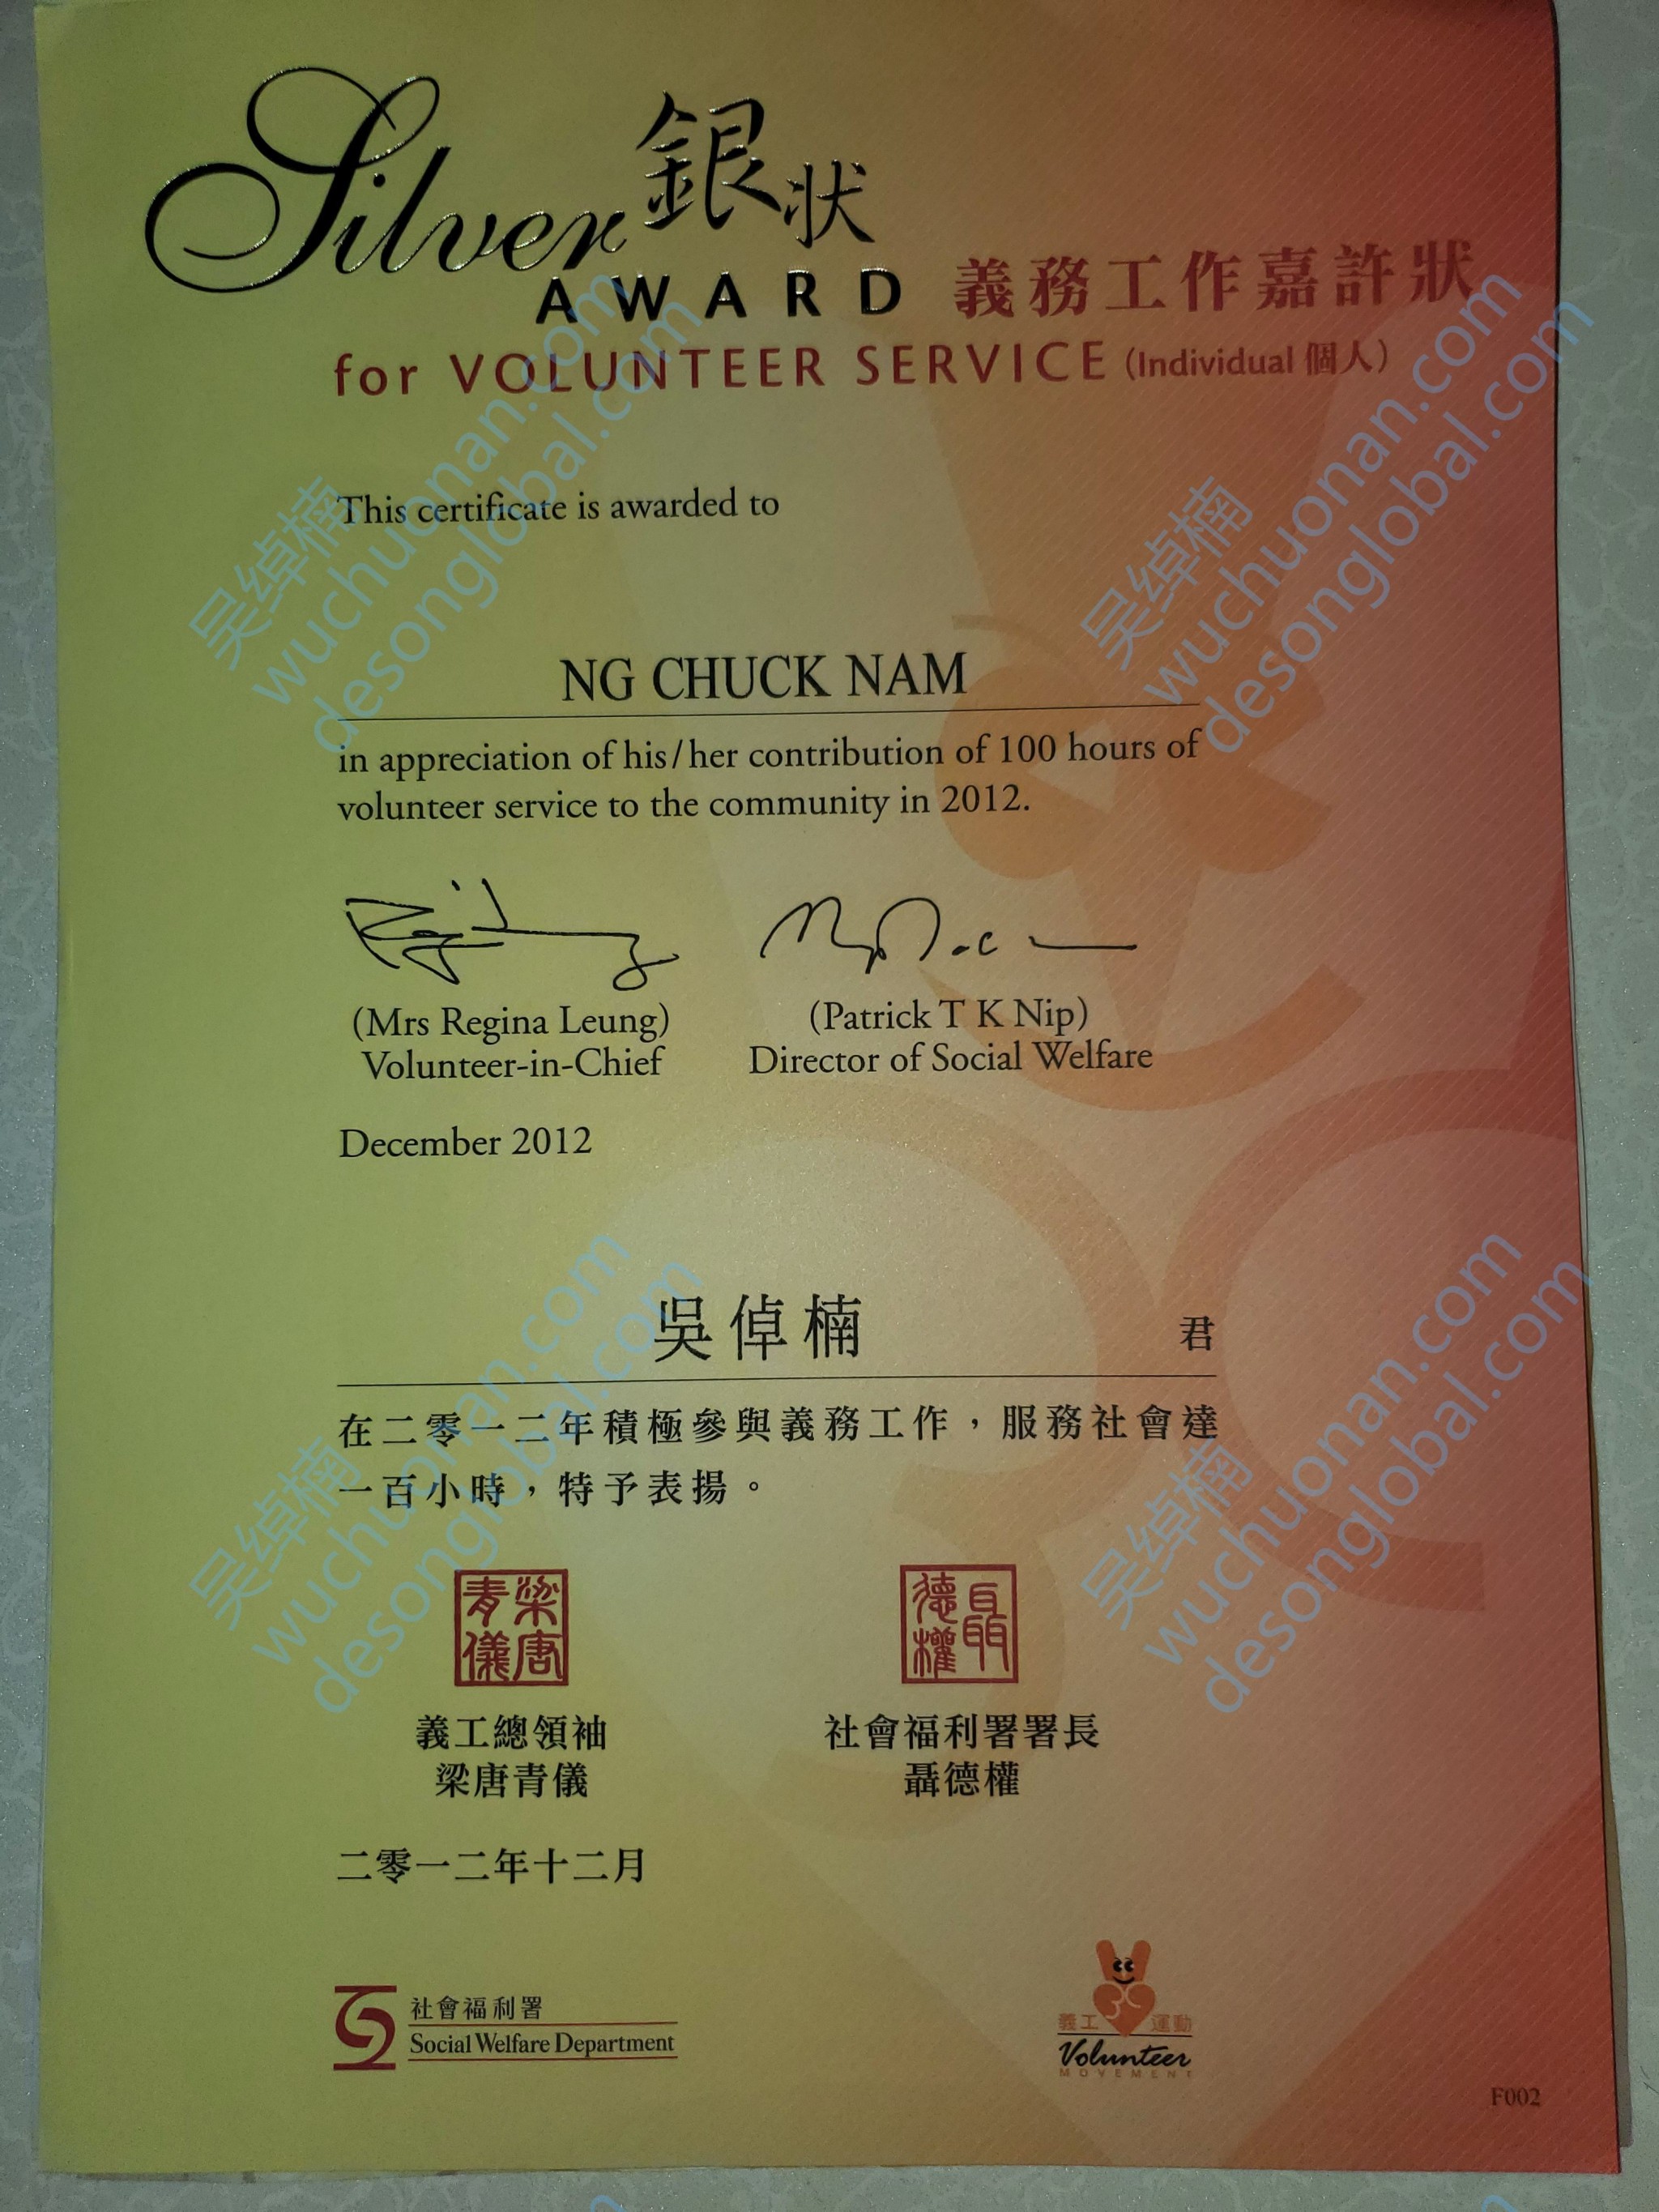 Silver 銀狀
AWARD 義務工作嘉許狀
for VOLUNTEER SERVICE (Individual 個人)
This certificate is awarded to
NG CHUCK NAM
in appreciation of his/her contribution of 100 hours of
volunteer service to the community in 2012.
(Mrs Regina Leung)
Volunteer-in-Chief
(Patrick T K Nip)
Director of Social Welfare
December 2012
吳倬楠 君
在二零一二年積極參與義務工作，服務社會達
一百小時，特予表揚。
梁唐
青儀
聶
德權
義工總領袖
梁唐青儀
社會福利署署長
聶德權
二零一二年十二月
社會福利署
Social Welfare Department
義工運動
Volunteer
MOVEMENT
F002
吴绰楠
wuchuonan.com
desonglobal.com
吴绰楠
wuchuonan.com
desonglobal.com
吴绰楠
wuchuonan.com
desonglobal.com
吴绰楠
wuchuonan.com
desonglobal.com